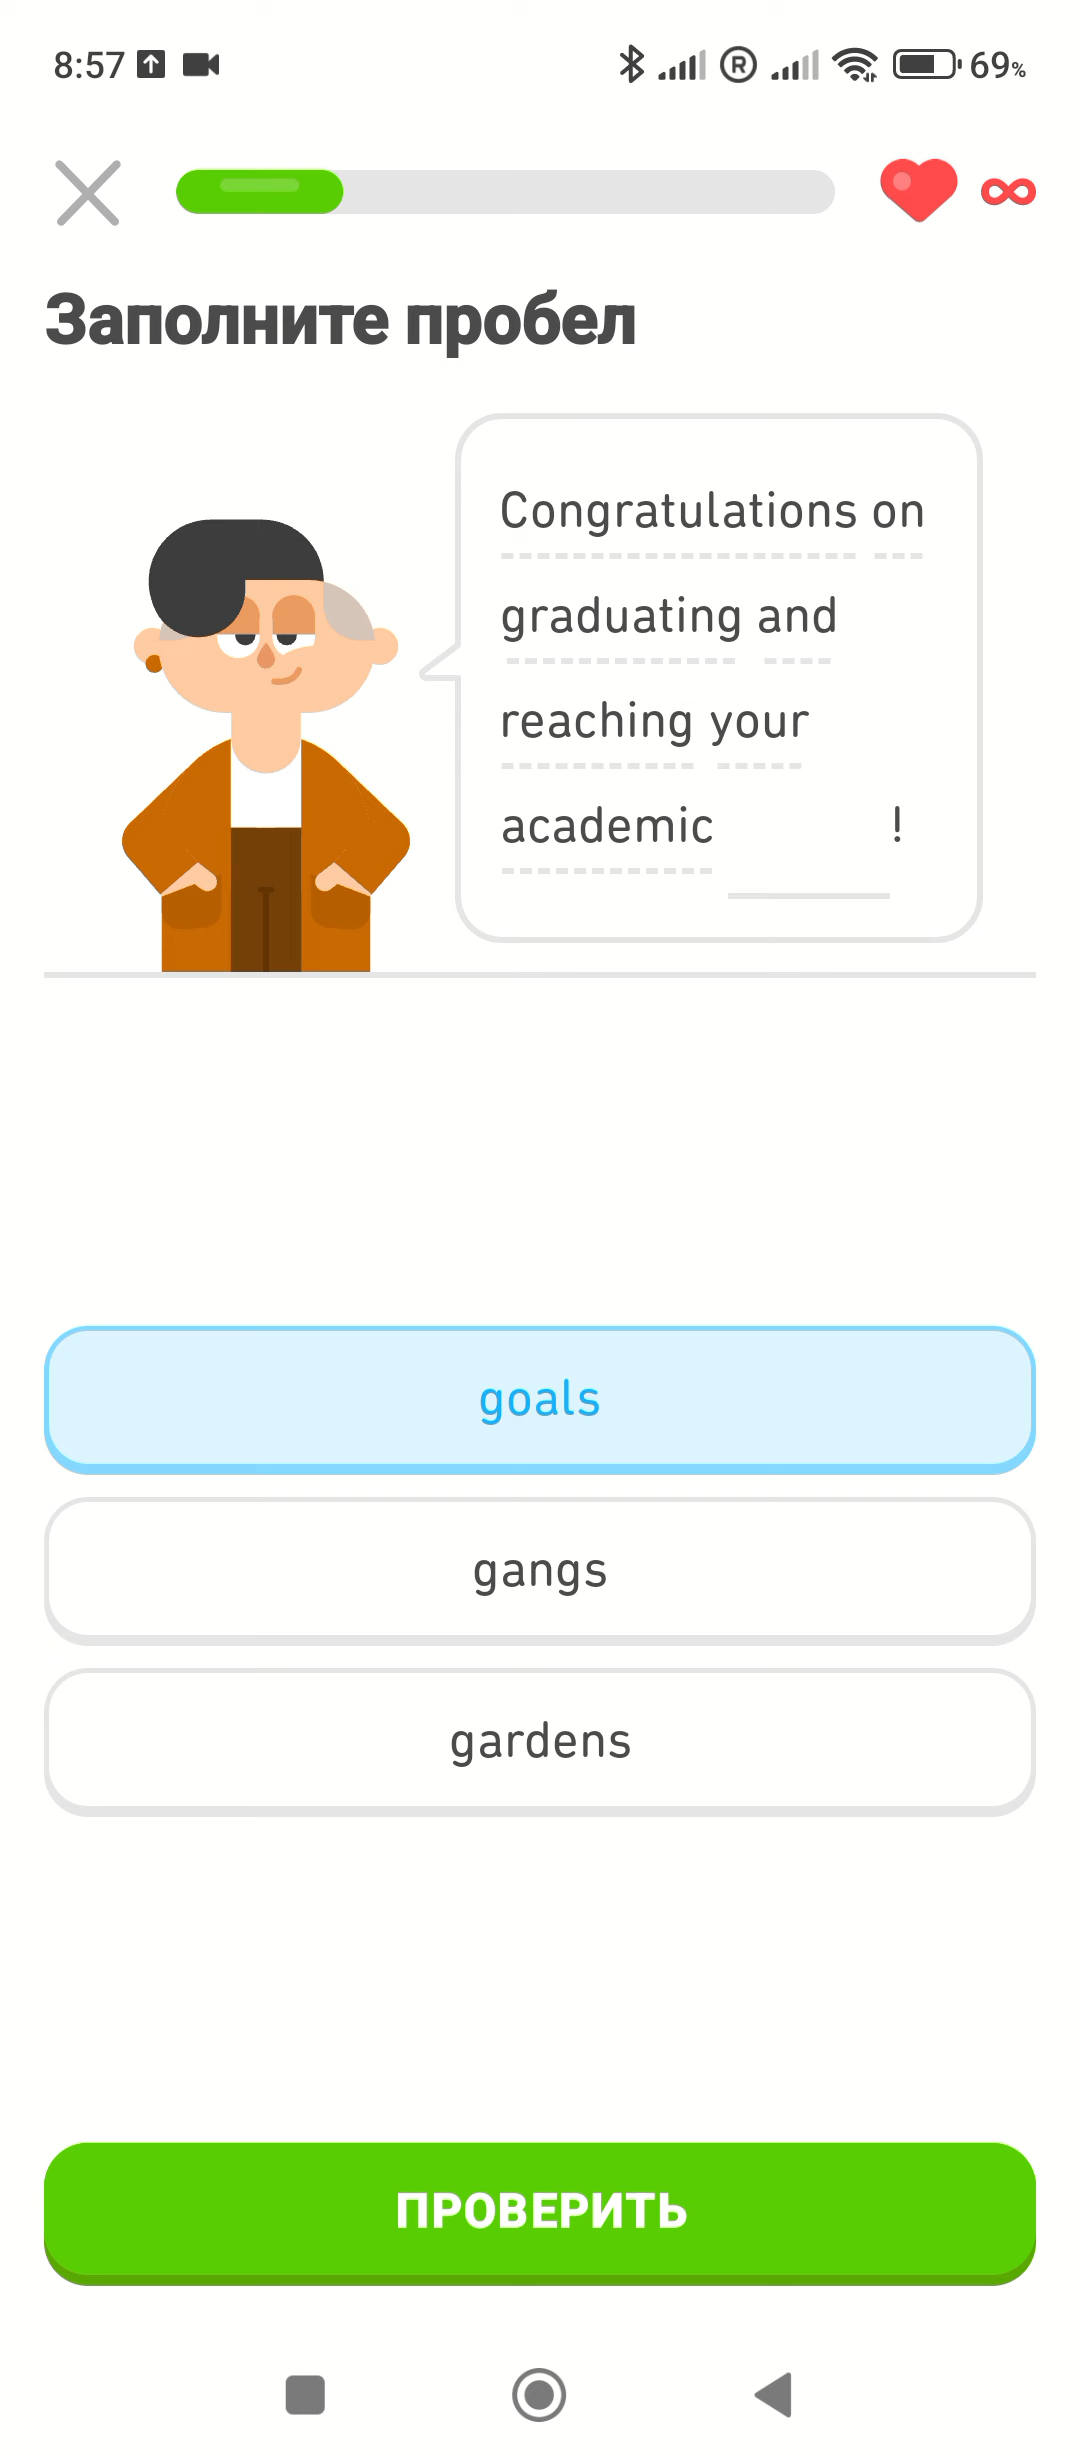 8:57
69%
Заполните пробел
Congratulations on
graduating and
reaching your
academic !
goals
gangs
gardens
ПРОВЕРИТЬ